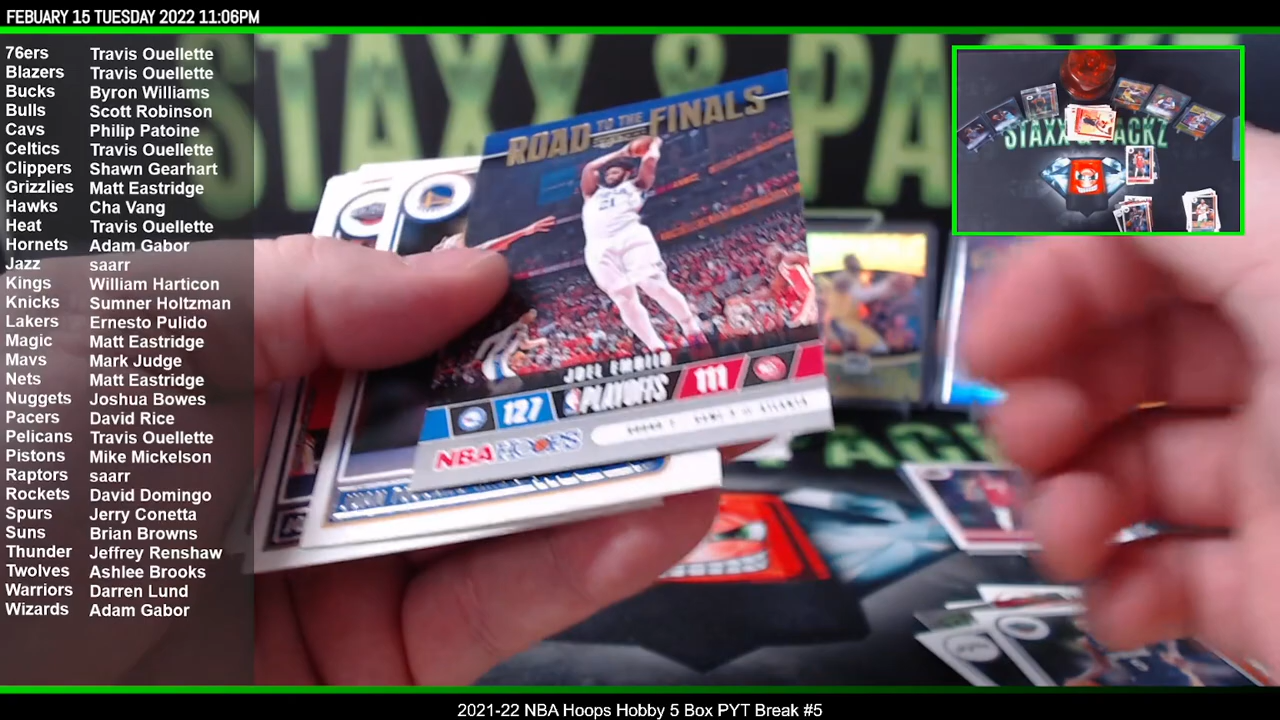 FEBUARY 15 TUESDAY 2022 11:06PM
76ers Travis Ouellette
Blazers Travis Ouellette
Bucks Byron Williams
Bulls Scott Robinson
Cavs Philip Patoine
Celtics Travis Ouellette
Clippers Shawn Gearhart
Grizzlies Matt Eastridge
Hawks Cha Vang
Heat Travis Ouellette
Hornets Adam Gabor
Jazz saarr
Kings William Harticon
Knicks Sumner Holtzman
Lakers Ernesto Pulido
Magic Matt Eastridge
Mavs Mark Judge
Nets Matt Eastridge
Nuggets Joshua Bowes
Pacers David Rice
Pelicans Travis Ouellette
Pistons Mike Mickelson
Raptors saarr
Rockets David Domingo
Spurs Jerry Conetta
Suns Brian Browns
Thunder Jeffrey Renshaw
Twolves Ashlee Brooks
Warriors Darren Lund
Wizards Adam Gabor
STAXX & PA
ROAD TO THE FINALS
21
JOEL EMBIID
127 NBA PLAYOFFS 111
NBA HOOPS
STAXX & PACKZ
2021-22 NBA Hoops Hobby 5 Box PYT Break #5